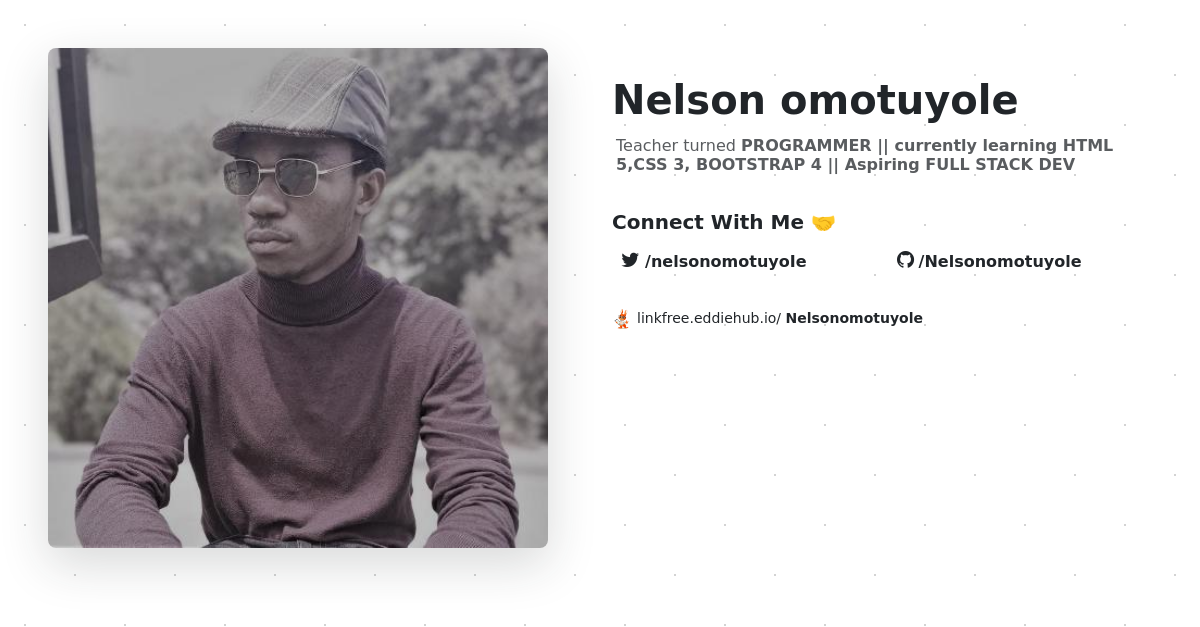 Nelson omotuyole
Teacher turned PROGRAMMER || currently learning HTML
5,CSS 3, BOOTSTRAP 4 || Aspiring FULL STACK DEV
Connect With Me 🤝
/nelsonomotuyole
/Nelsonomotuyole
linkfree.eddiehub.io/ Nelsonomotuyole